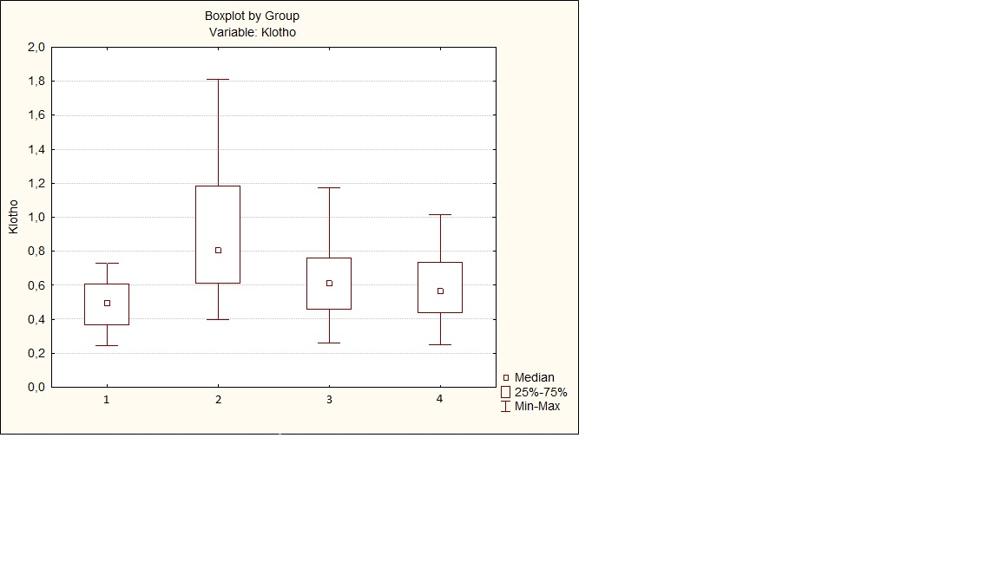 Boxplot by Group
Variable: Klotho
2,0
1,8
1,6
1,4
1,2
1,0
0,8
0,6
0,4
0,2
0,0
Klotho
1 2 3 4
Median
25%-75%
Min-Max